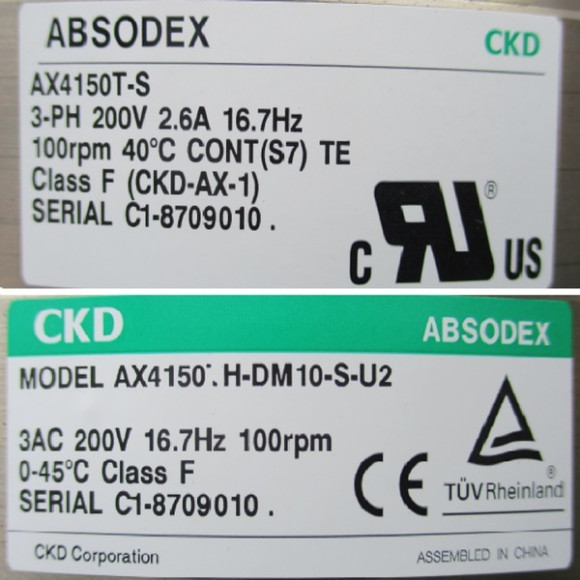 ABSODEX CKD
AX4150T-S
3-PH 200V 2.6A 16.7Hz
100rpm 40°C CONT(S7) TE
Class F (CKD-AX-1)
SERIAL C1-8709010 .
C RU ® US
CKD ABSODEX
MODEL AX4150 . H-DM10-S-U2
3AC 200V 16.7Hz 100rpm
0-45°C Class F
SERIAL C1-8709010 .
CE
TÜVRheinland ®
CKD Corporation
ASSEMBLED IN CHINA